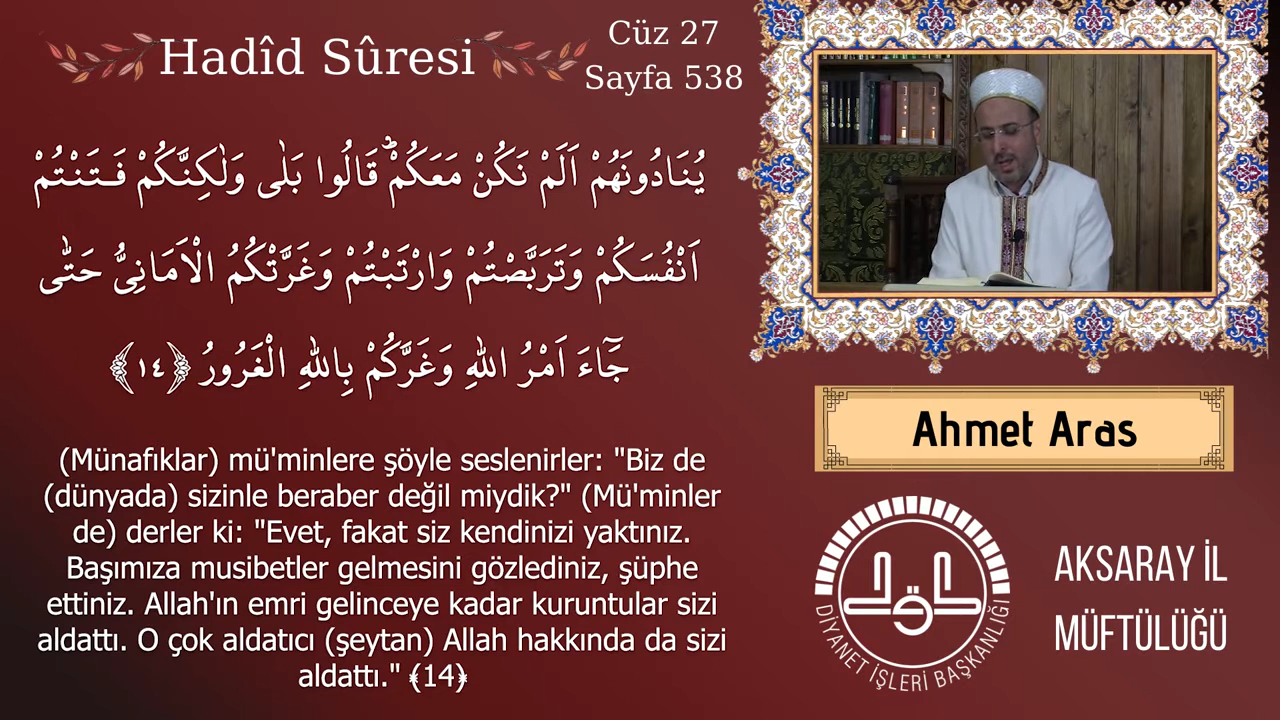 Hadîd Sûresi
Cüz 27
Sayfa 538
يُنَادُونَهُمْ اَلَمْ نَكُنْ مَعَكُمْۜ قَالُوا بَلٰى وَلٰكِنَّكُمْ فَتَنْتُمْ
اَنْفُسَكُمْ وَتَرَبَّصْتُمْ وَارْتَبْتُمْ وَغَرَّتْكُمُ الْاَمَانِيُّ حَتّٰى
جَٓاءَ اَمْرُ اللّٰهِ وَغَرَّكُمْ بِاللّٰهِ الْغَرُورُ ﴿١٤﴾
(Münafıklar) mü'minlere şöyle seslenirler: "Biz de
(dünyada) sizinle beraber değil miydik?" (Mü'minler
de) derler ki: "Evet, fakat siz kendinizi yaktınız.
Başımıza musibetler gelmesini gözlediniz, şüphe
ettiniz. Allah'ın emri gelinceye kadar kuruntular sizi
aldattı. O çok aldatıcı (şeytan) Allah hakkında da sizi
aldattı." ﴾14﴿
Ahmet Aras
DİYANET İŞLERİ BAŞKANLIĞI
AKSARAY İL
MÜFTÜLÜĞÜ